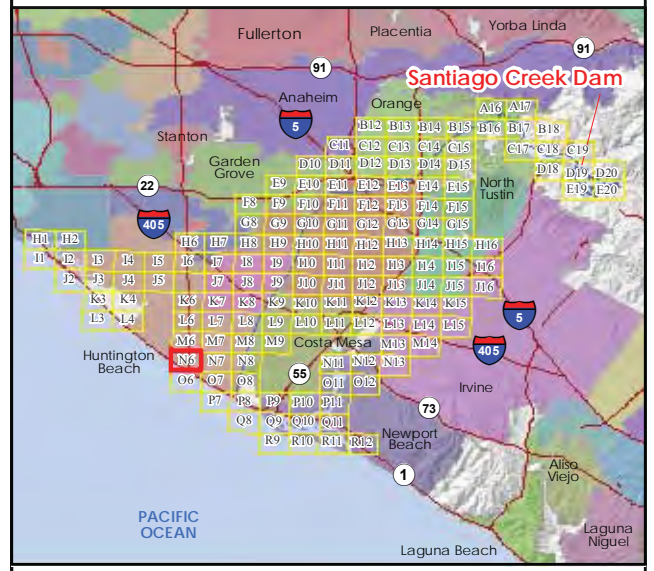 Fullerton
Placentia
Yorba Linda
91
91
Santiago Creek Dam
Anaheim
Orange
5
A16 A17
B12 B13 B14 B15 B16 B17 B18
Stanton
C11 C12 C13 C14 C15 C17 C18 C19
Garden
Grove
D10 D11 D12 D13 D14 D15 D18 D19 D20
22
E9 E10 E11 E12 E13 E14 E15 E19 E20
North
Tustin
F8 F9 F10 F11 F12 F13 F14 F15
405
G8 G9 G10 G11 G12 G13 G14 G15
H1 H2 H6 H7 H8 H9 H10 H11 H12 H13 H14 H15 H16
I1 I2 I3 I4 I5 I6 I7 I8 I9 I10 I11 I12 I13 I14 I15 I16
J2 J3 J4 J5 J7 J8 J9 J10 J11 J12 J13 J14 J15 J16
K3 K4 K6 K7 K8 K9 K10 K11 K12 K13 K14 K15
5
L3 L4 L6 L7 L8 L9 L10 L11 L12 L13 L14 L15
M6 M7 M8 M9 Costa Mesa M13 M14
405
Huntington
Beach
N6 N7 N8 N11 N12 N13
55
O6 O7 O8 O11 O12
Irvine
P7 P8 P9 P10 P11
73
Q8 Q9 Q10 Q11
Newport
Beach
R9 R10 R11 R12
1
Aliso
Viejo
PACIFIC
OCEAN
Laguna
Niguel
Laguna Beach